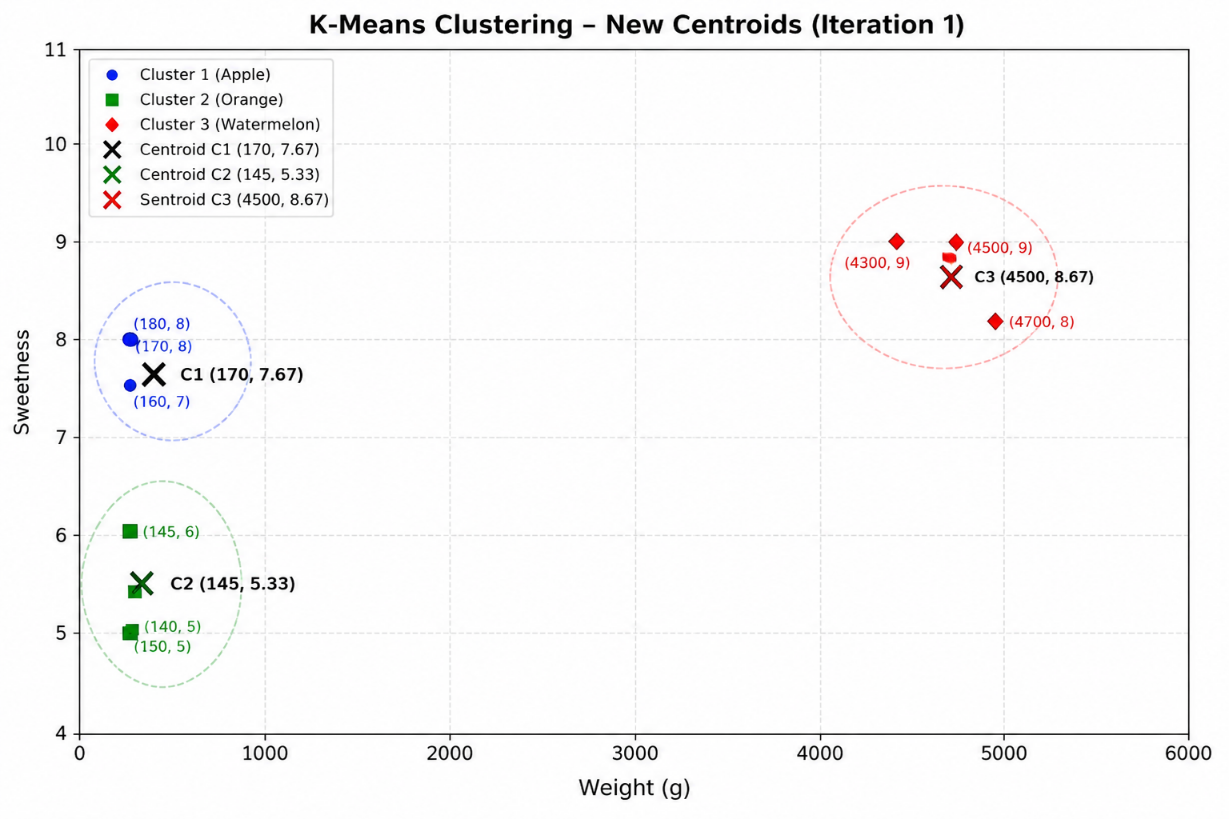 K-Means Clustering – New Centroids (Iteration 1)
11
10
9
8
7
6
5
4
Sweetness
Cluster 1 (Apple)
Cluster 2 (Orange)
Cluster 3 (Watermelon)
Centroid C1 (170, 7.67)
Centroid C2 (145, 5.33)
Sentroid C3 (4500, 8.67)
(4300, 9)
(4500, 9)
C3 (4500, 8.67)
(4700, 8)
(180, 8)
(170, 8)
C1 (170, 7.67)
(160, 7)
(145, 6)
C2 (145, 5.33)
(140, 5)
(150, 5)
0 1000 2000 3000 4000 5000 6000
Weight (g)